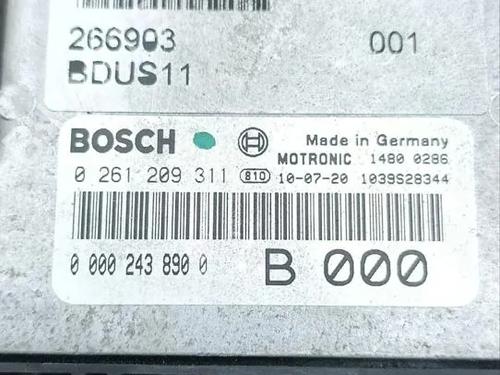 266903 001
BDUS11
BOSCH Made in Germany
MOTRONIC 1480 0286
0 261 209 311 810 10-07-20 1039S28344
0 000 243 890 0 B 000